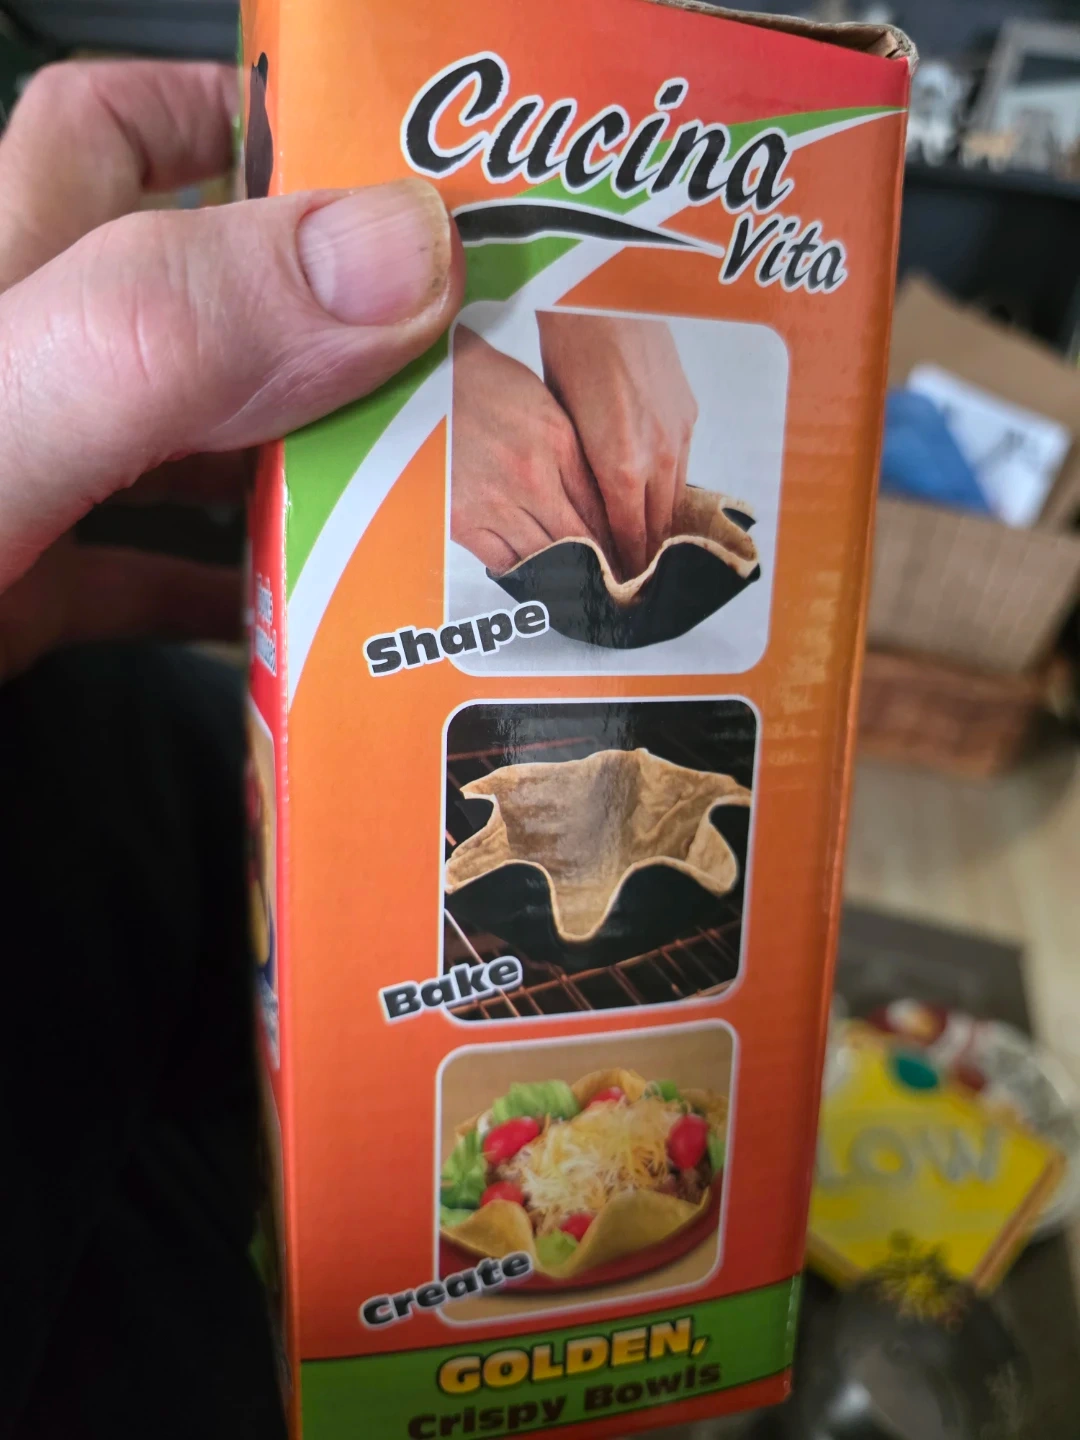 Cucina
Vita
Shape
Bake
Create
GOLDEN,
Crispy Bowls